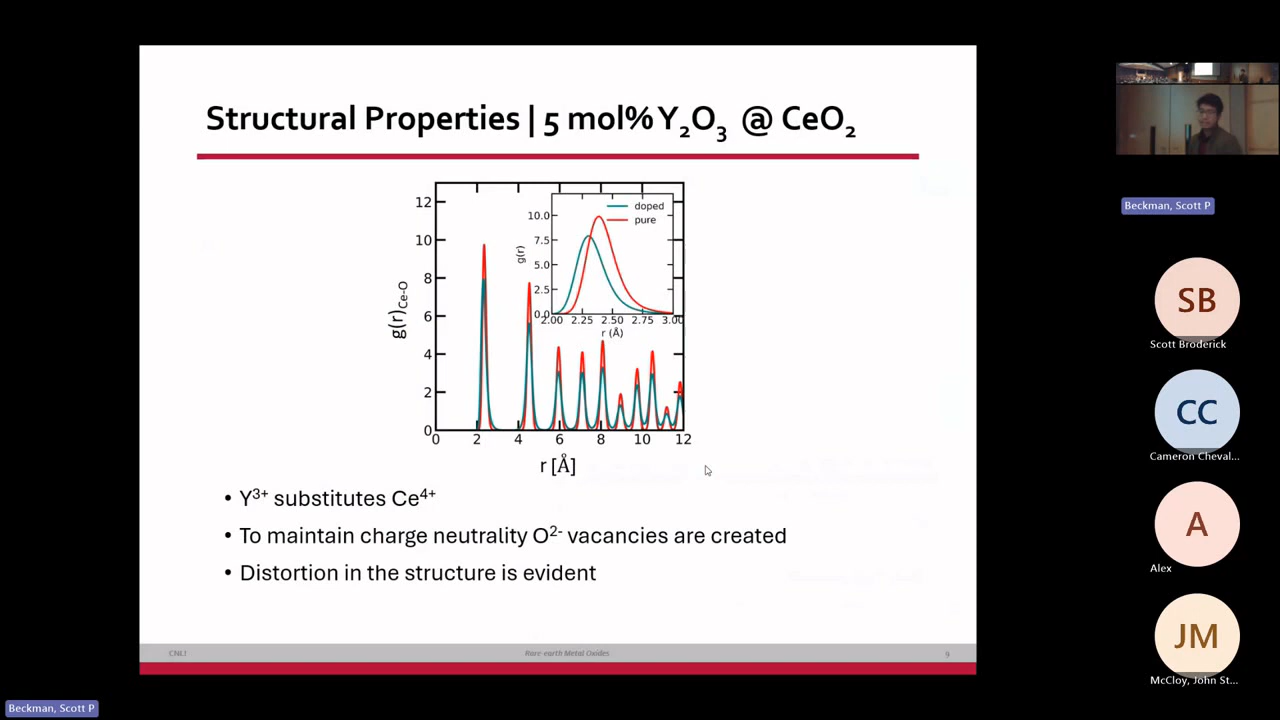 Structural Properties | 5 mol% Y₂O₃ @ CeO₂
12
10
8
6
4
2
0
g(r)Ce-O
0 2 4 6 8 10 12
r [Å]
10.0
7.5
5.0
2.5
0.0
g(r)
2.00 2.25 2.50 2.75 3.00
r (Å)
doped
pure
• Y³⁺ substitutes Ce⁴⁺
• To maintain charge neutrality O²⁻ vacancies are created
• Distortion in the structure is evident
Rare-earth Metal Oxides
9
Beckman, Scott P
SB
Scott Broderick
CC
Cameron Cheval...
A
Alex
JM
McCloy, John St...
Beckman, Scott P